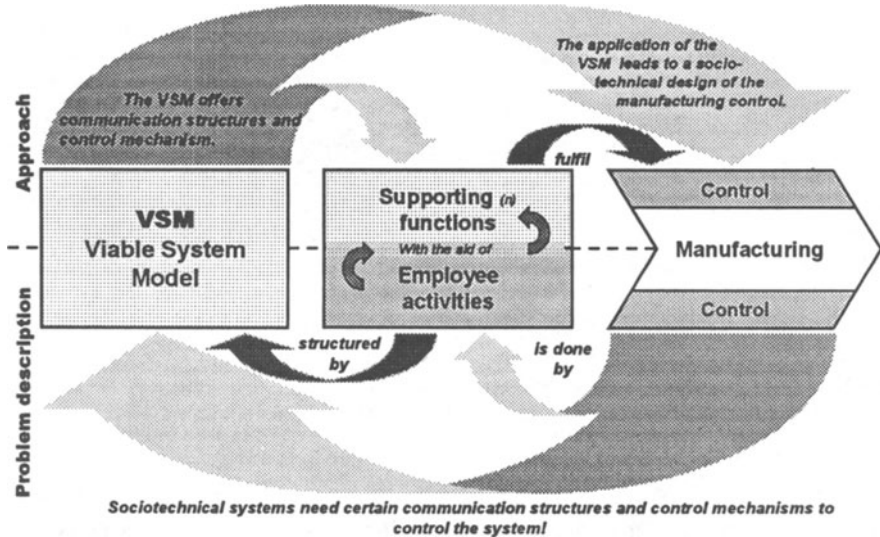 The application of the
VSM leads to a socio-
technical design of the
manufacturing control.
The VSM offers
communication structures and
control mechanism.
Approach
fulfil
VSM
Viable System
Model
Supporting (n)
functions
With the aid of
Employee
activities
Control
Manufacturing
Control
Problem description
structured
by
is done
by
Sociotechnical systems need certain communication structures and control mechanisms to
control the system!